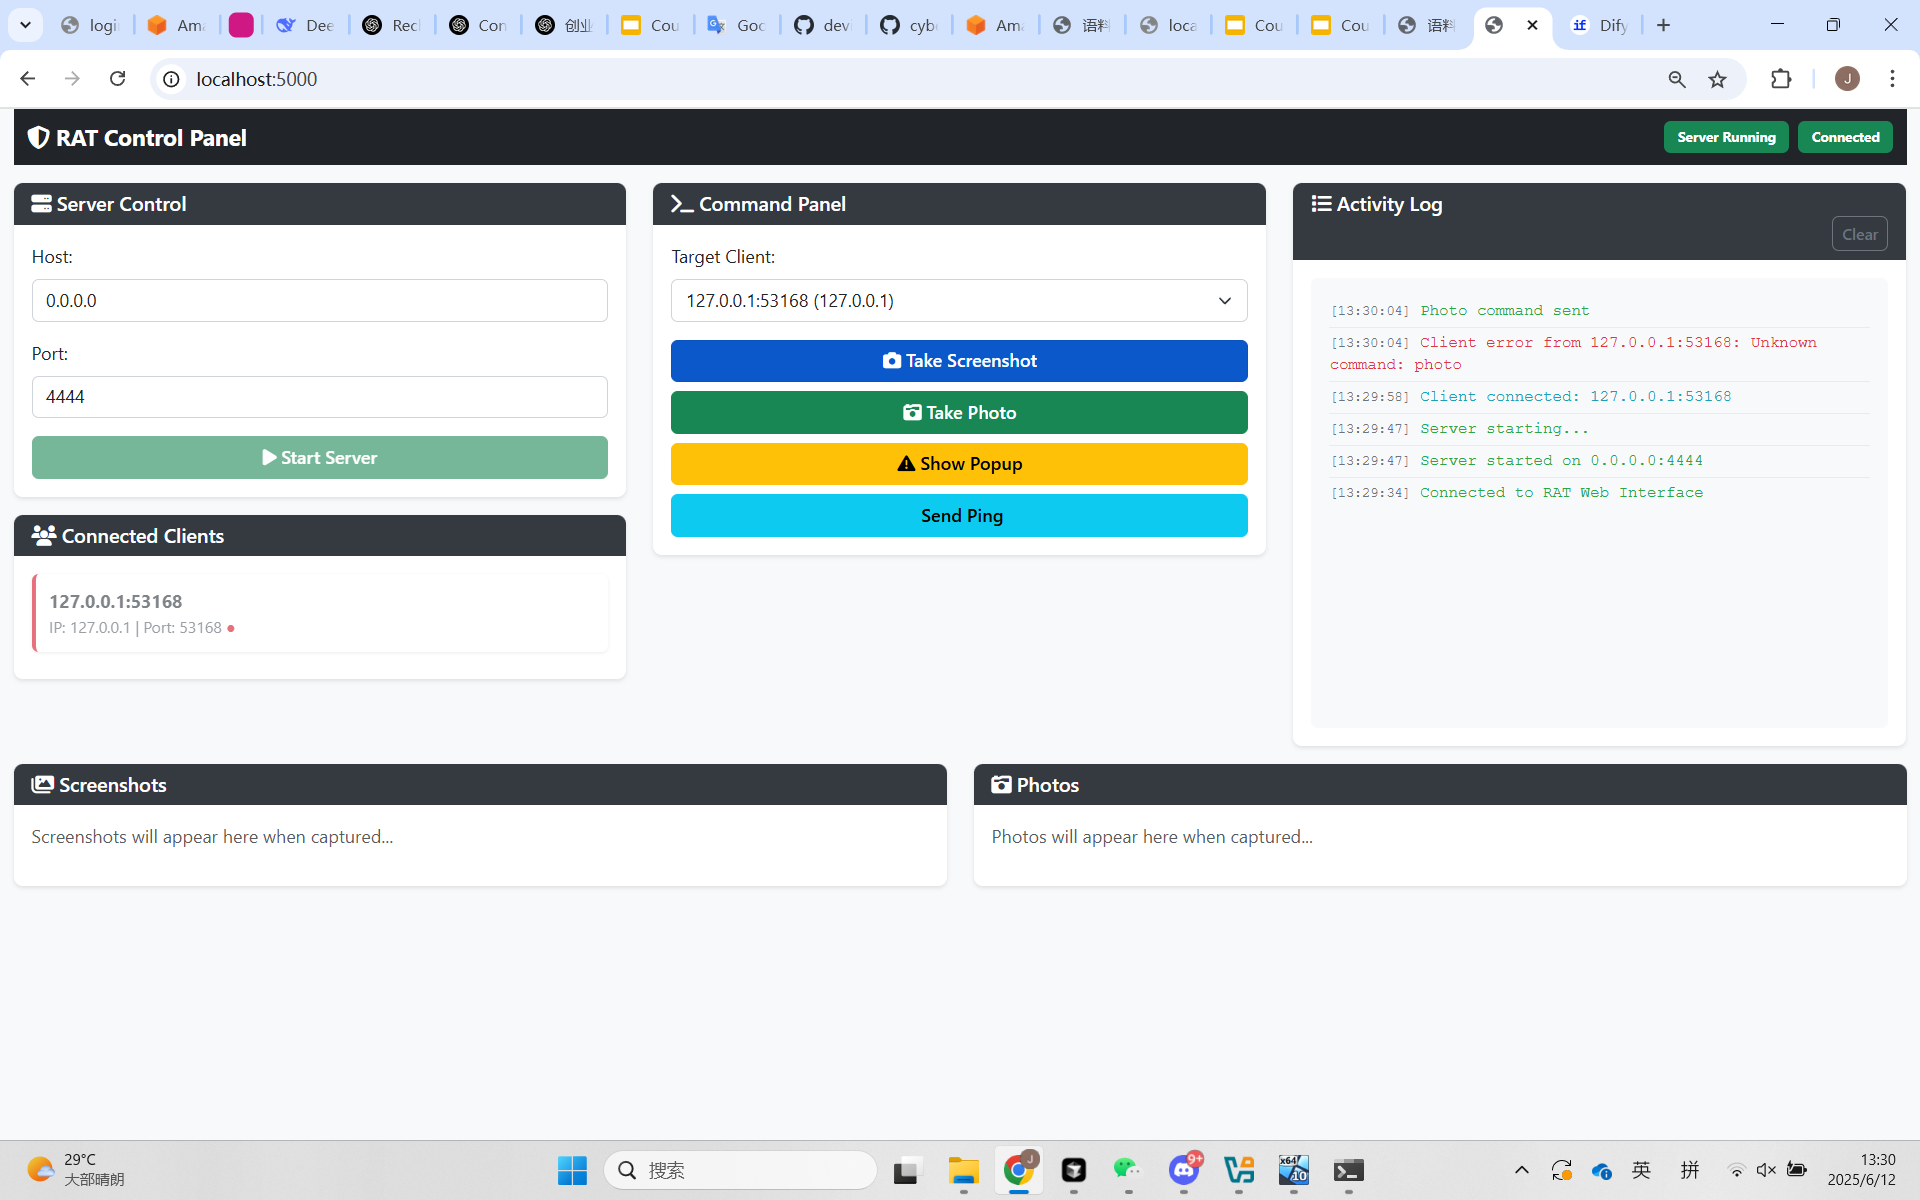 logi
Ama
Dee
Rec
Con
创业
Cou
Goo
dev
cybe
Ama
语料
loca
Cou
Cou
语料
Dify
localhost:5000
J
RAT Control Panel
Server Running
Connected
Server Control
Host:
0.0.0.0
Port:
4444
Start Server
Connected Clients
127.0.0.1:53168
IP: 127.0.0.1 | Port: 53168
Command Panel
Target Client:
127.0.0.1:53168 (127.0.0.1)
Take Screenshot
Take Photo
Show Popup
Send Ping
Activity Log
Clear
[13:30:04] Photo command sent
[13:30:04] Client error from 127.0.0.1:53168: Unknown
command: photo
[13:29:58] Client connected: 127.0.0.1:53168
[13:29:47] Server starting...
[13:29:47] Server started on 0.0.0.0:4444
[13:29:34] Connected to RAT Web Interface
Screenshots
Screenshots will appear here when captured...
Photos
Photos will appear here when captured...
29°C
大部晴朗
搜索
J
9+
x64
10
英
拼
13:30
2025/6/12